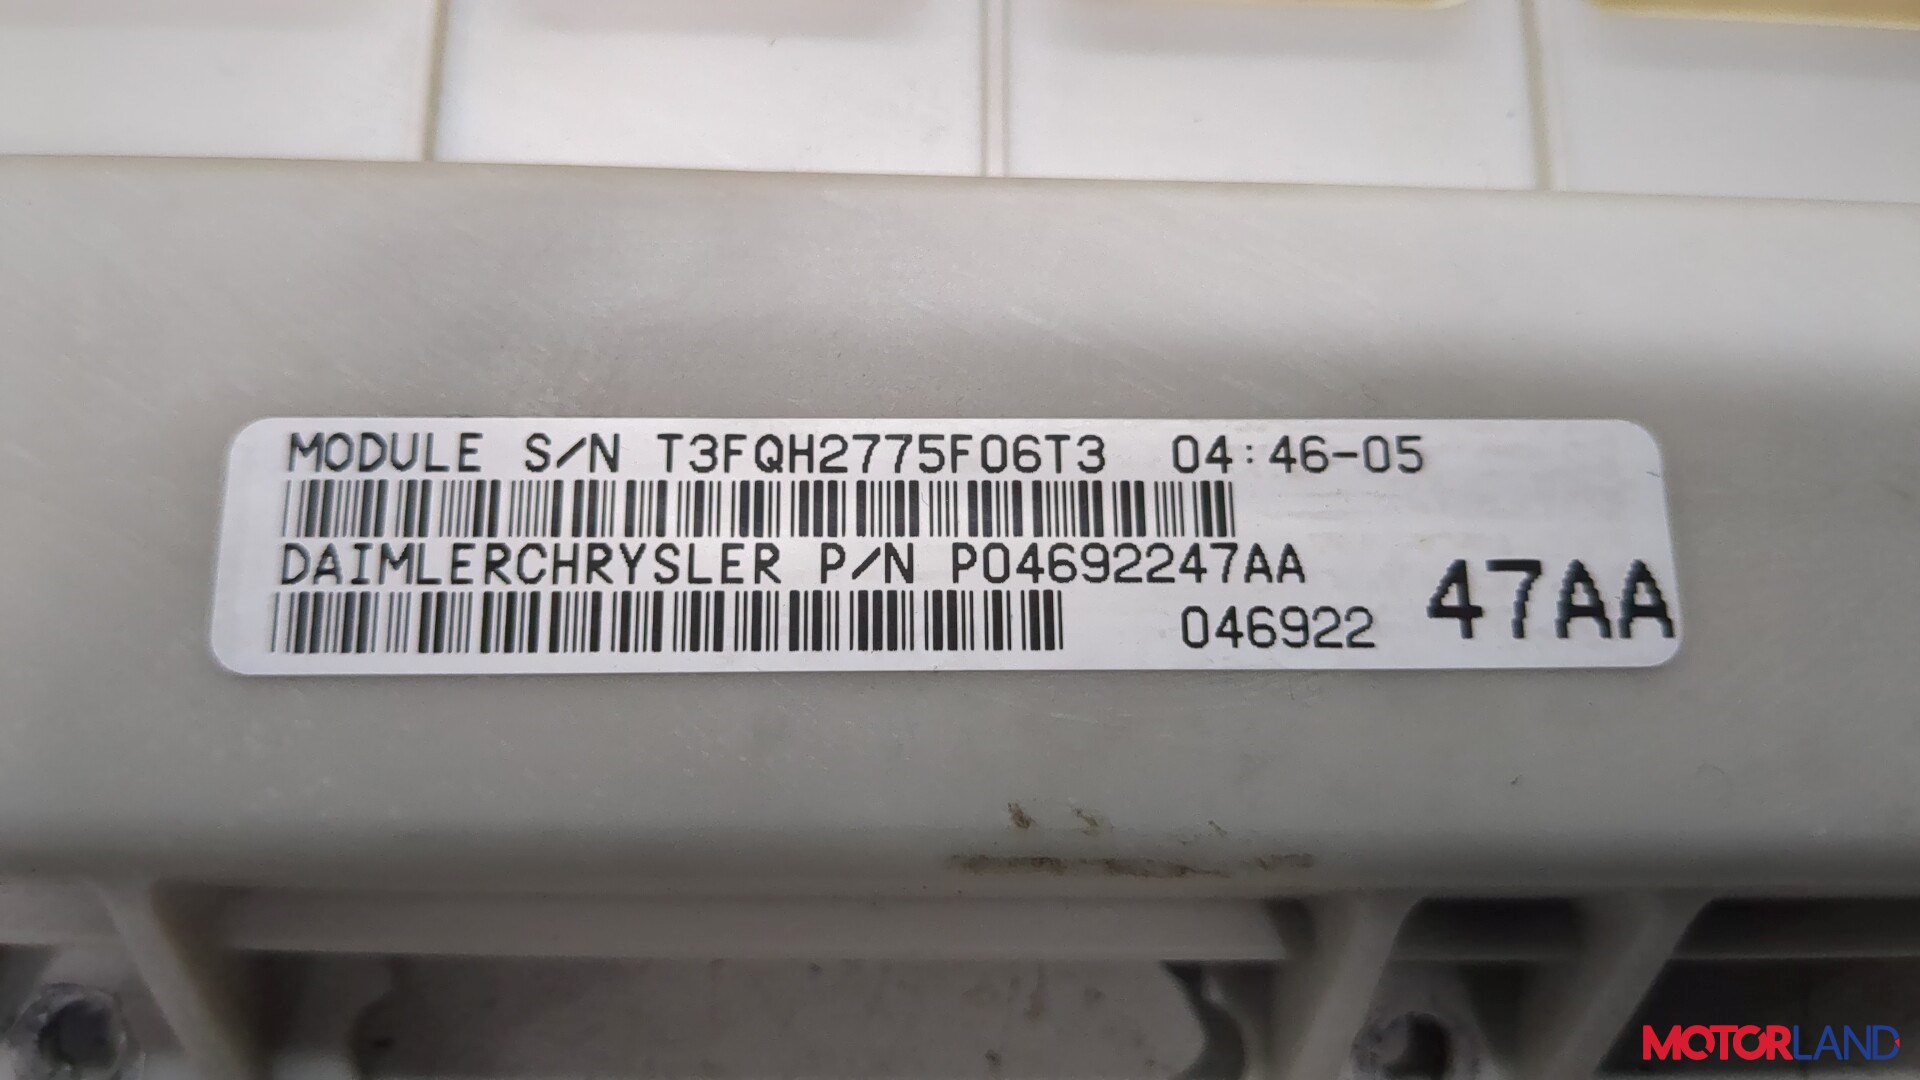 MODULE S/N T3FQH2775F06T3 04:46-05
DAIMLERCHRYSLER P/N P04692247AA
046922 47AA
MOTORLAND